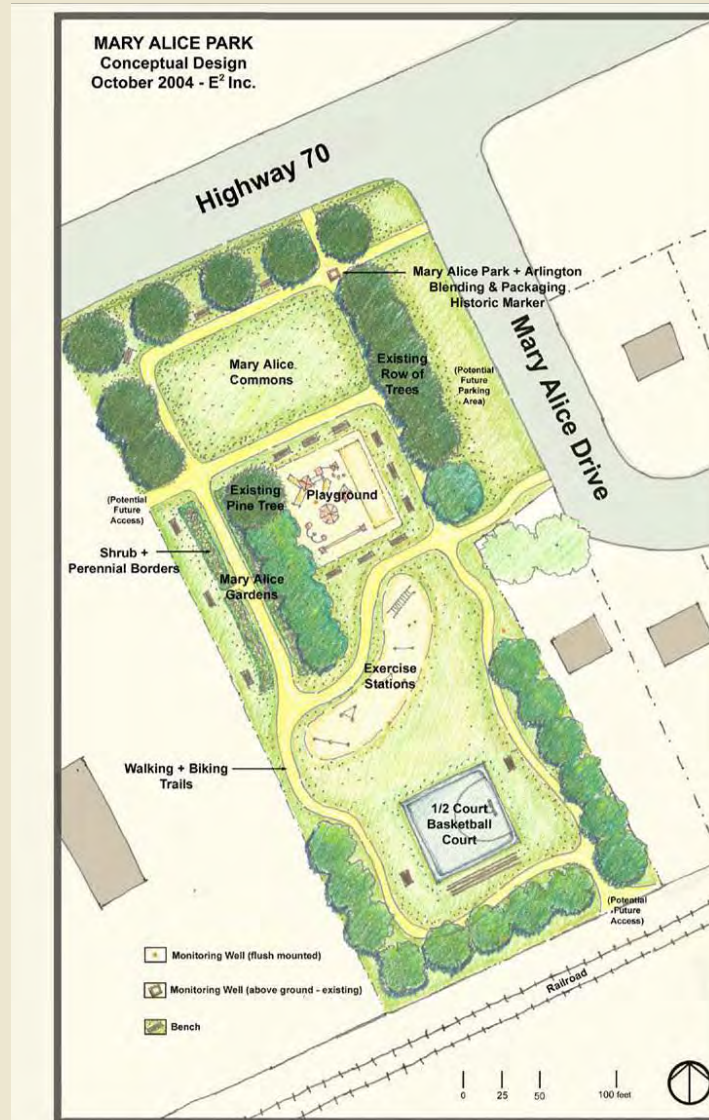 MARY ALICE PARK
Conceptual Design
October 2004 - E² Inc.
Highway 70
Mary Alice Park + Arlington
Blending & Packaging
Historic Marker
Mary Alice Drive
Mary Alice
Commons
Existing
Row of
Trees
(Potential
Future
Parking
Area)
Existing
Pine Tree
Playground
(Potential
Future
Access)
Shrub +
Perennial Borders
Mary Alice
Gardens
Exercise
Stations
Walking + Biking
Trails
1/2 Court
Basketball
Court
(Potential
Future
Access)
Railroad
Monitoring Well (flush mounted)
Monitoring Well (above ground - existing)
Bench
0 25 50 100 feet